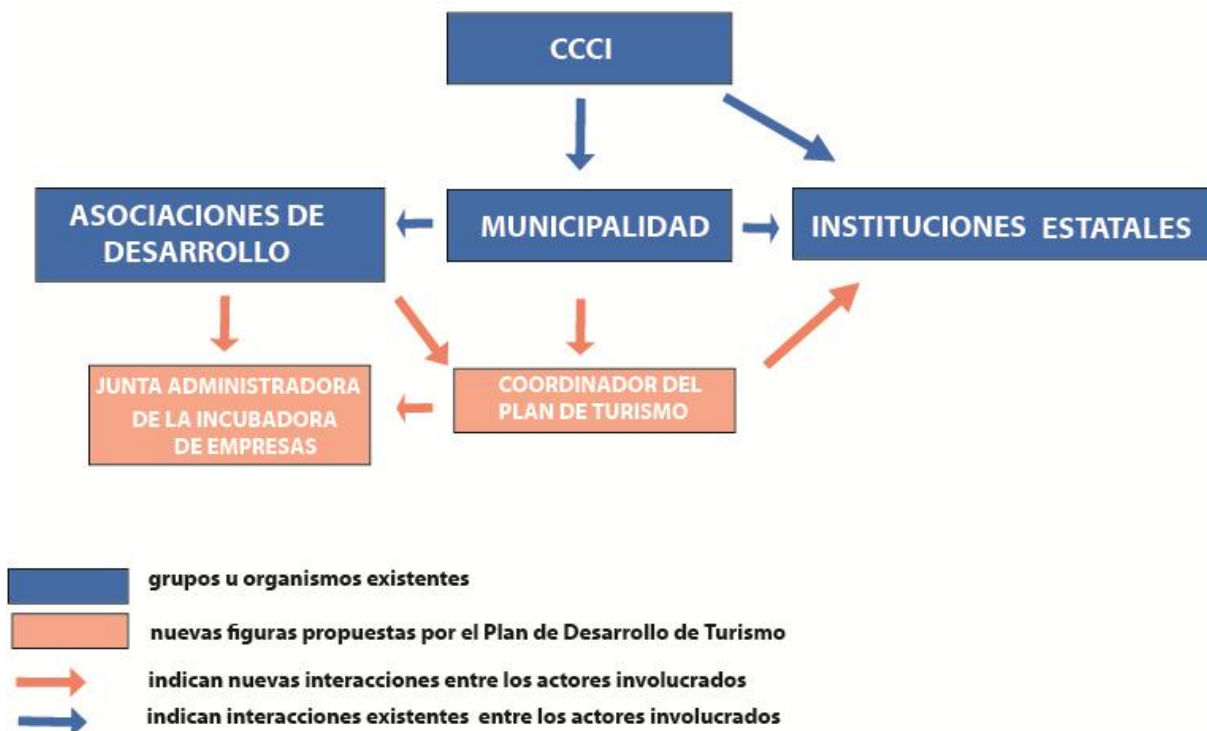 CCCI
ASOCIACIONES DE
DESARROLLO
MUNICIPALIDAD
INSTITUCIONES ESTATALES
JUNTA ADMINISTRADORA
DE LA INCUBADORA
DE EMPRESAS
COORDINADOR DEL
PLAN DE TURISMO
grupos u organismos existentes
nuevas figuras propuestas por el Plan de Desarrollo de Turismo
indican nuevas interacciones entre los actores involucrados
indican interacciones existentes entre los actores involucrados